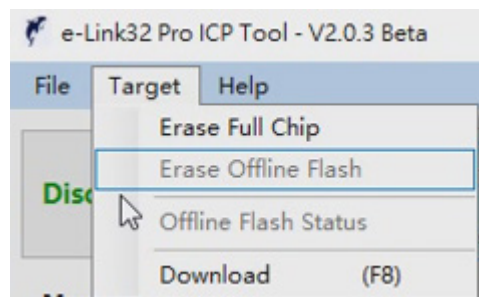 e-Link32 Pro ICP Tool - V2.0.3 Beta
File Target Help
Erase Full Chip
Erase Offline Flash
Offline Flash Status
Download (F8)